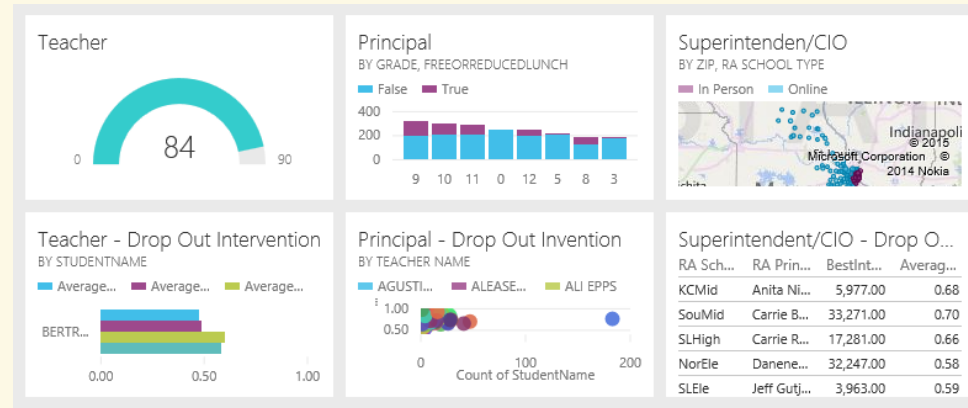 Teacher
84
0
90
Principal
BY GRADE, FREEORREDUCEDLUNCH
False True
400
200
0
9 10 11 0 12 5 8 3
Superintenden/CIO
BY ZIP, RA SCHOOL TYPE
In Person Online
Indianapoli
© 2015
Microsoft Corporation ©
2014 Nokia
Teacher - Drop Out Intervention
BY STUDENTNAME
Average... Average... Average...
BERTR...
0.00 0.50 1.00
Principal - Drop Out Invention
BY TEACHER NAME
AGUSTI... ALEASE... ALI EPPS
1.00
0.50
0 100 200
Count of StudentName
Superintendent/CIO - Drop O...
RA Sch... RA Prin... BestInt... Averag...
KCMid Anita Ni... 5,977.00 0.68
SouMid Carrie B... 33,271.00 0.70
SLHigh Carrie R... 17,281.00 0.66
NorEle Danene... 32,247.00 0.58
SLEle Jeff Gutj... 3,963.00 0.59